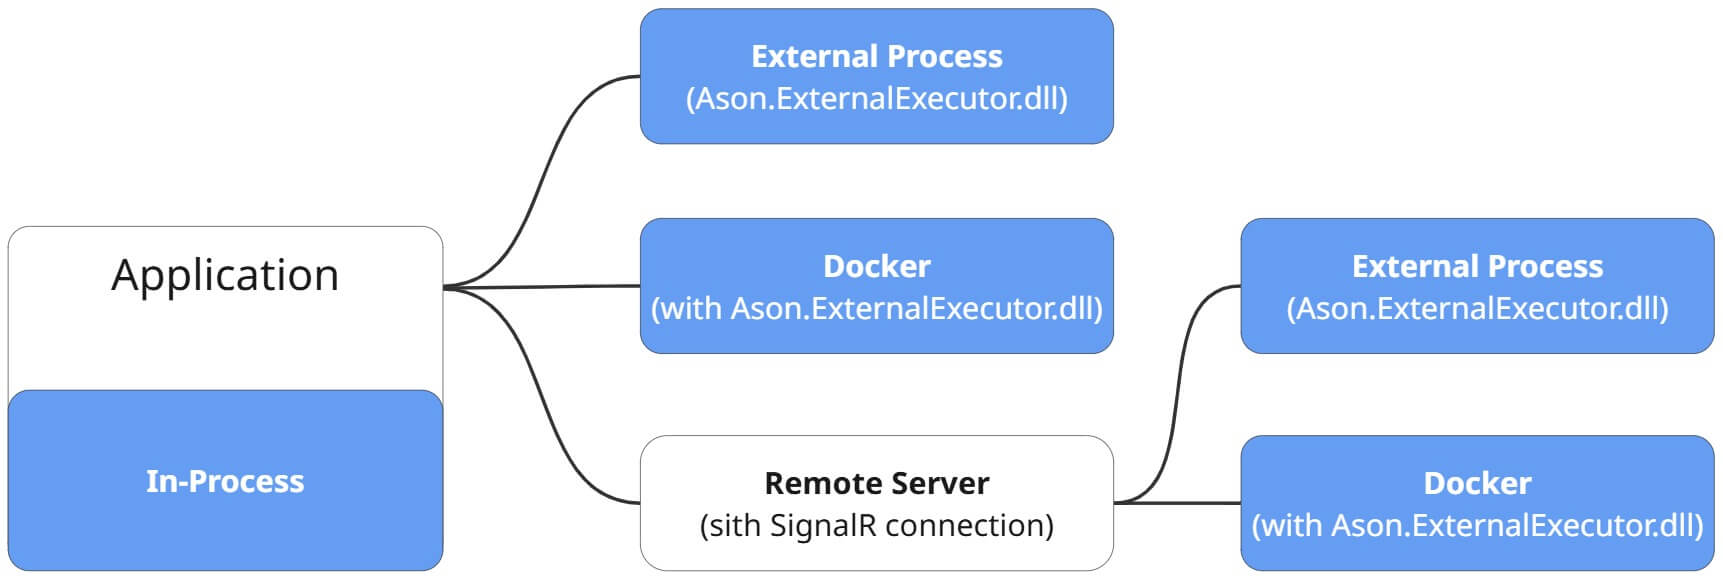 External Process
(Ason.ExternalExecutor.dll)
Application
Docker
(with Ason.ExternalExecutor.dll)
External Process
(Ason.ExternalExecutor.dll)
In-Process
Remote Server
(sith SignalR connection)
Docker
(with Ason.ExternalExecutor.dll)